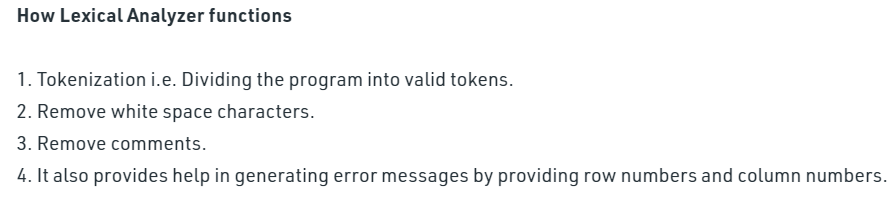 How Lexical Analyzer functions
1. Tokenization i.e. Dividing the program into valid tokens.
2. Remove white space characters.
3. Remove comments.
4. It also provides help in generating error messages by providing row numbers and column numbers.